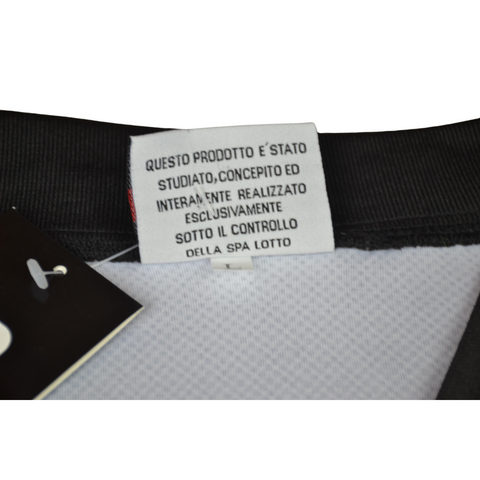 QUESTO PRODOTTO E´ STATO
STUDIATO, CONCEPITO ED
INTERAMENTE REALIZZATO
ESCLUSIVAMENTE
SOTTO IL CONTROLLO
DELLA SPA LOTTO